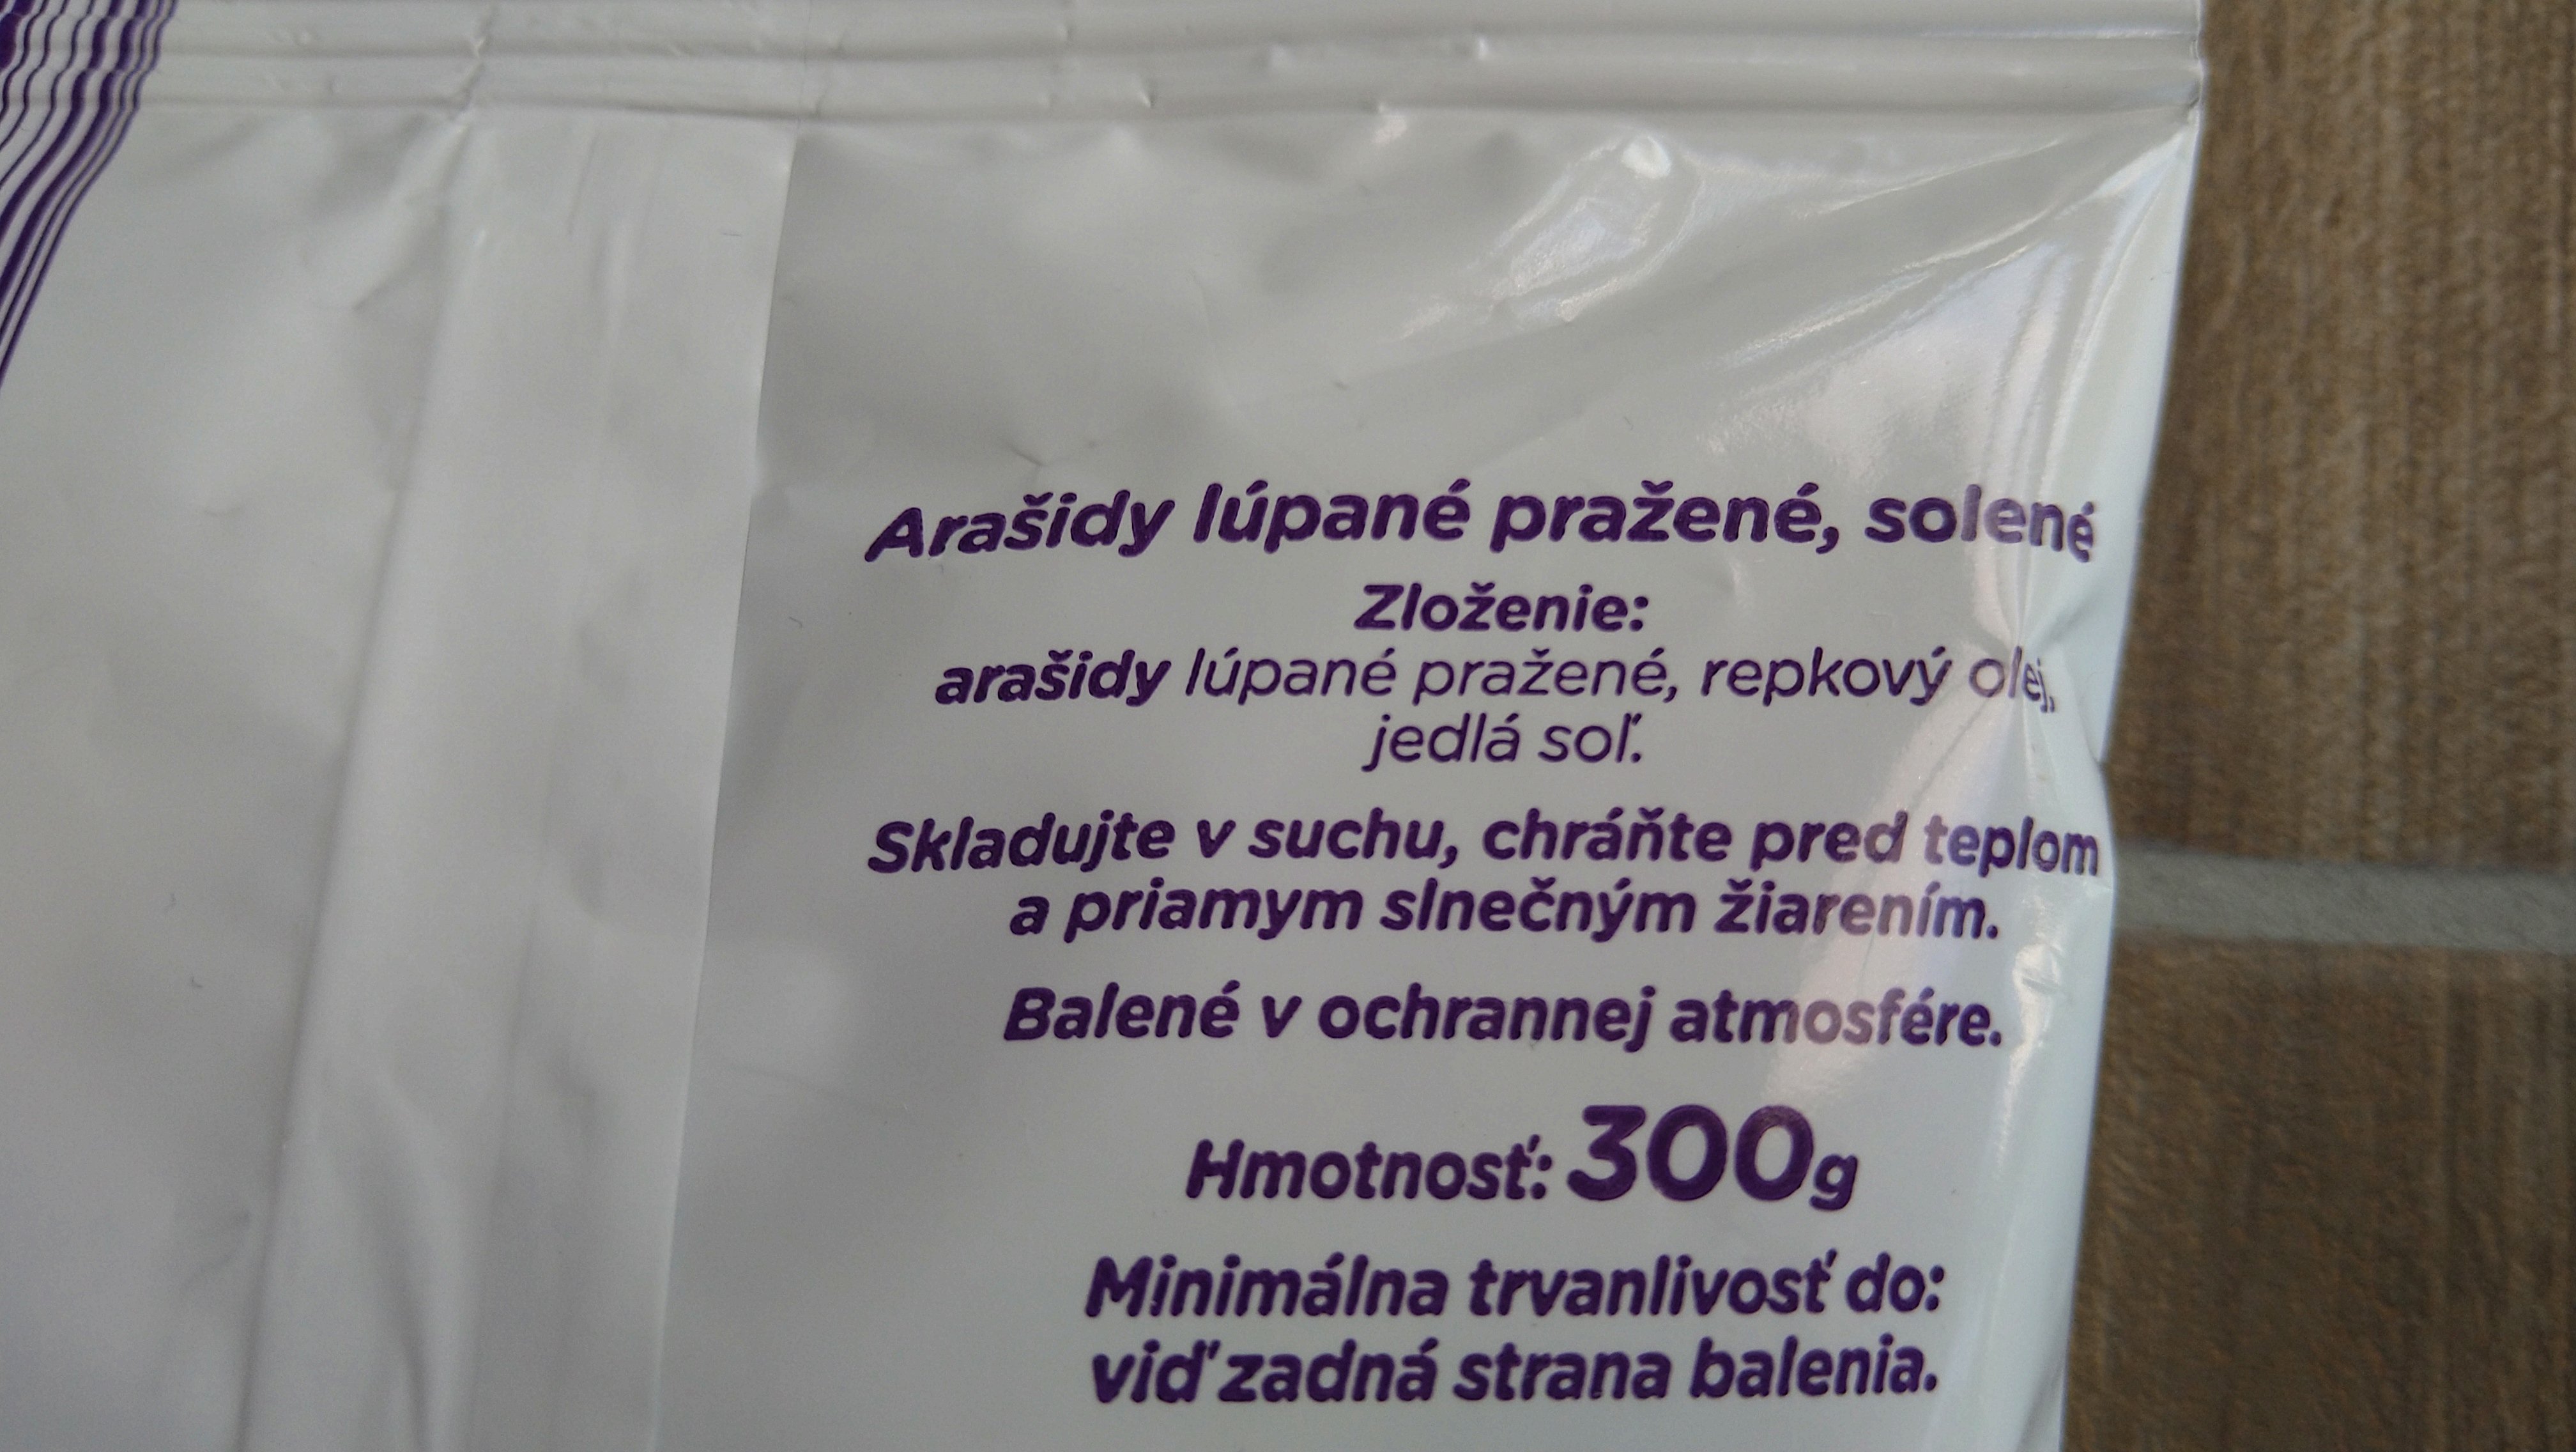 Arašidy lúpané pražené, solené
Zloženie:
arašidy lúpané pražené, repkový olej,
jedlá soľ.
Skladujte v suchu, chráňte pred teplom
a priamym slnečným žiarením.
Balené v ochrannej atmosfére.
Hmotnosť: 300g
Minimálna trvanlivosť do:
viď zadná strana balenia.